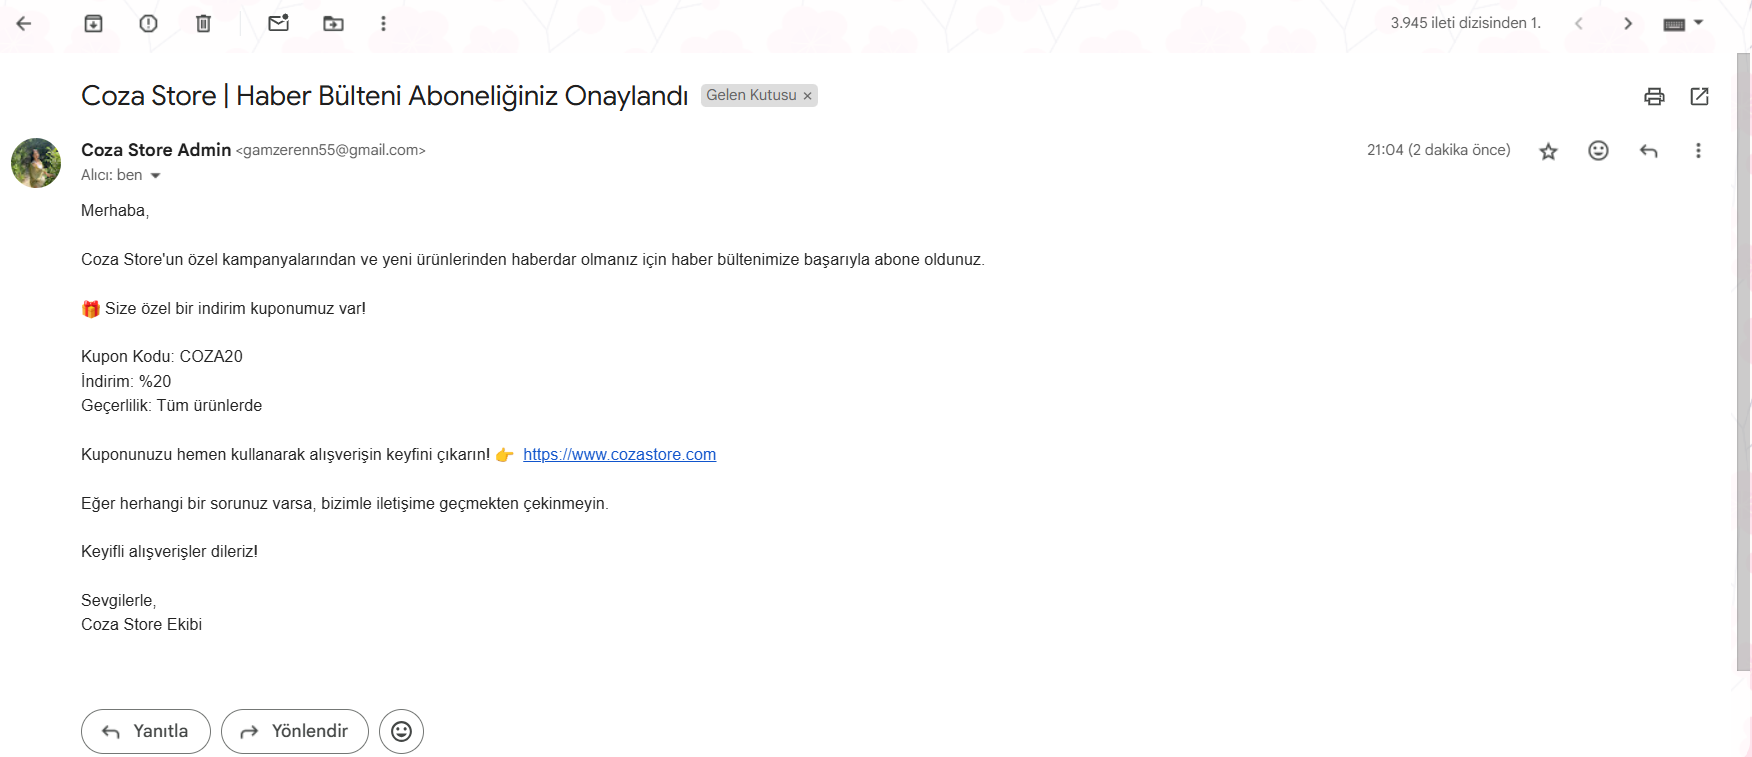 3.945 ileti dizisinden 1.
Coza Store | Haber Bülteni Aboneliğiniz Onaylandı Gelen Kutusu ×
Coza Store Admin <gamzerenn55@gmail.com> 21:04 (2 dakika önce)
Alıcı: ben
Merhaba,
Coza Store'un özel kampanyalarından ve yeni ürünlerinden haberdar olmanız için haber bültenimize başarıyla abone oldunuz.
🎁 Size özel bir indirim kuponumuz var!
Kupon Kodu: COZA20
İndirim: %20
Geçerlilik: Tüm ürünlerde
Kuponunuzu hemen kullanarak alışverişin keyfini çıkarın! 👉 https://www.cozastore.com
Eğer herhangi bir sorunuz varsa, bizimle iletişime geçmekten çekinmeyin.
Keyifli alışverişler dileriz!
Sevgilerle,
Coza Store Ekibi
Yanıtla Yönlendir